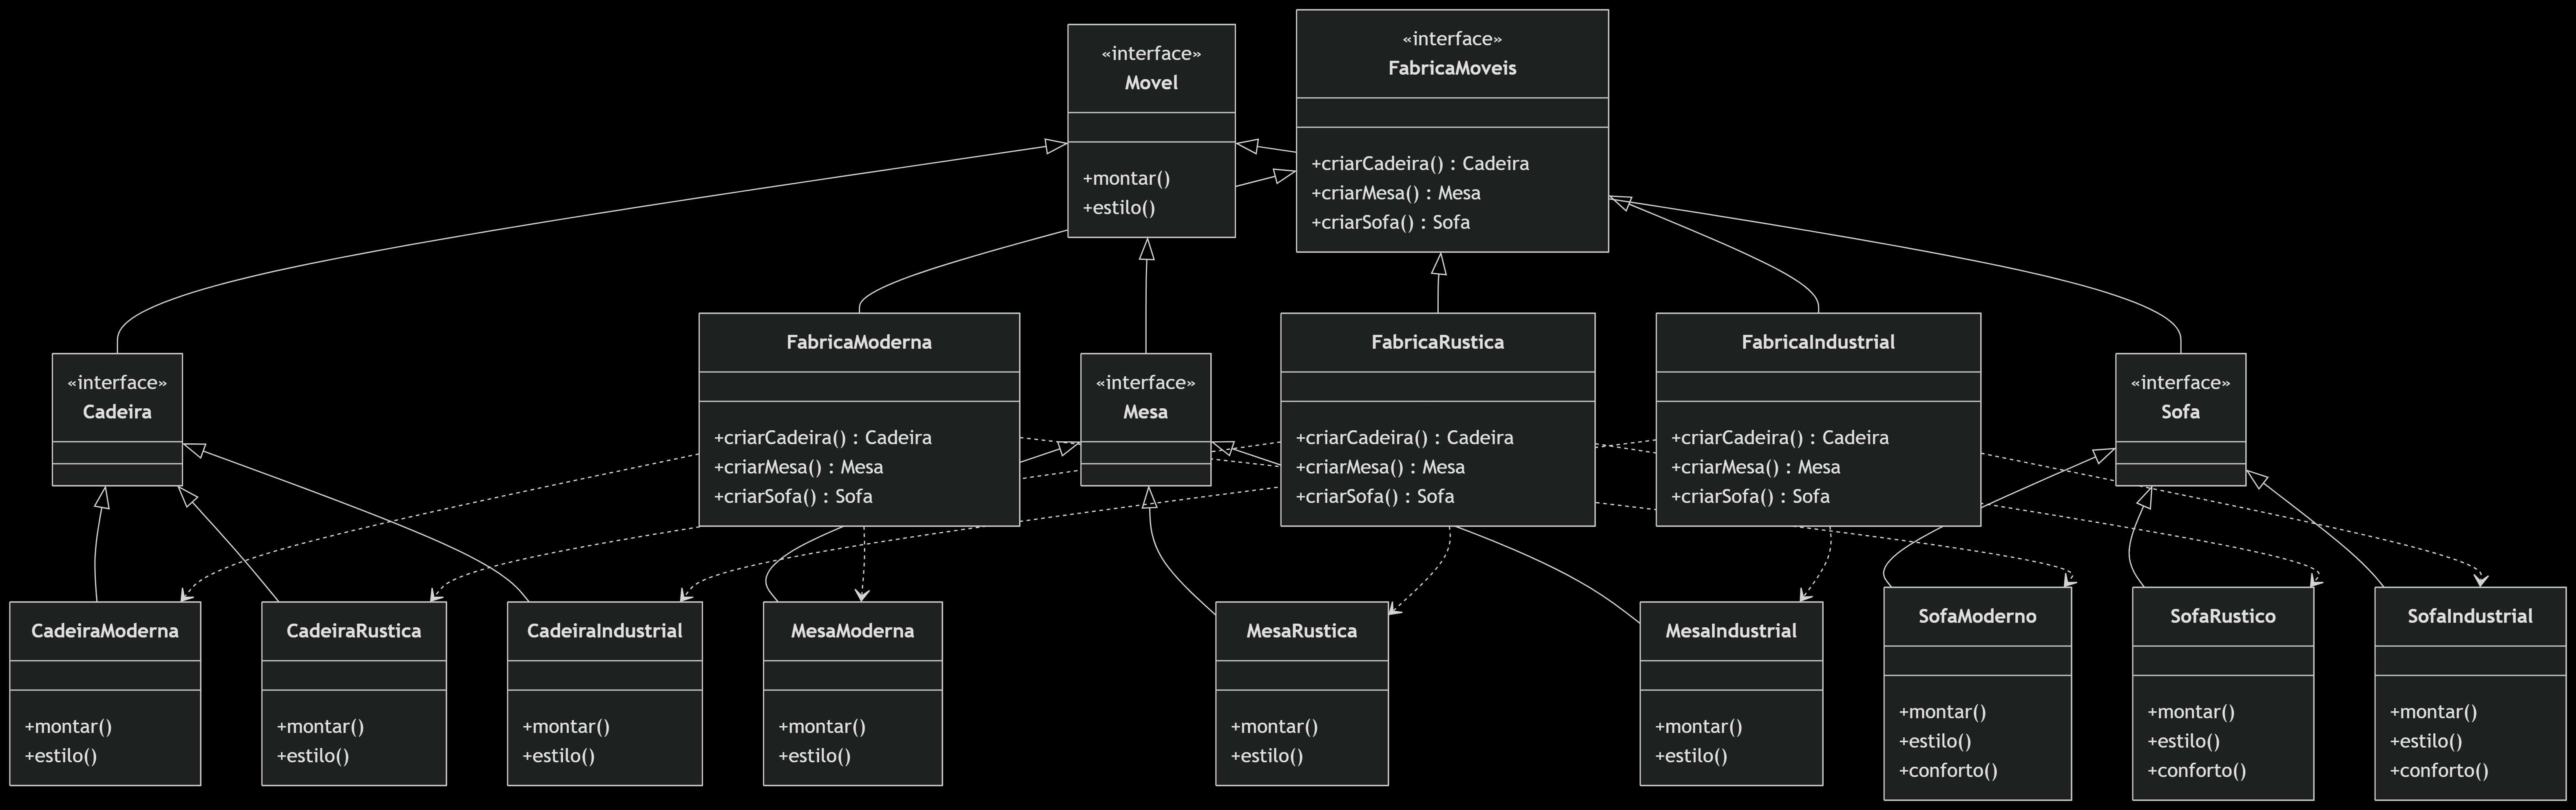 «interface»
Movel
+montar()
+estilo()
«interface»
FabricaMoveis
+criarCadeira() : Cadeira
+criarMesa() : Mesa
+criarSofa() : Sofa
«interface»
Cadeira
FabricaModerna
+criarCadeira() : Cadeira
+criarMesa() : Mesa
+criarSofa() : Sofa
«interface»
Mesa
FabricaRustica
+criarCadeira() : Cadeira
+criarMesa() : Mesa
+criarSofa() : Sofa
FabricaIndustrial
+criarCadeira() : Cadeira
+criarMesa() : Mesa
+criarSofa() : Sofa
«interface»
Sofa
CadeiraModerna
+montar()
+estilo()
CadeiraRustica
+montar()
+estilo()
CadeiraIndustrial
+montar()
+estilo()
MesaModerna
+montar()
+estilo()
MesaRustica
+montar()
+estilo()
MesaIndustrial
+montar()
+estilo()
SofaModerno
+montar()
+estilo()
+conforto()
SofaRustico
+montar()
+estilo()
+conforto()
SofaIndustrial
+montar()
+estilo()
+conforto()